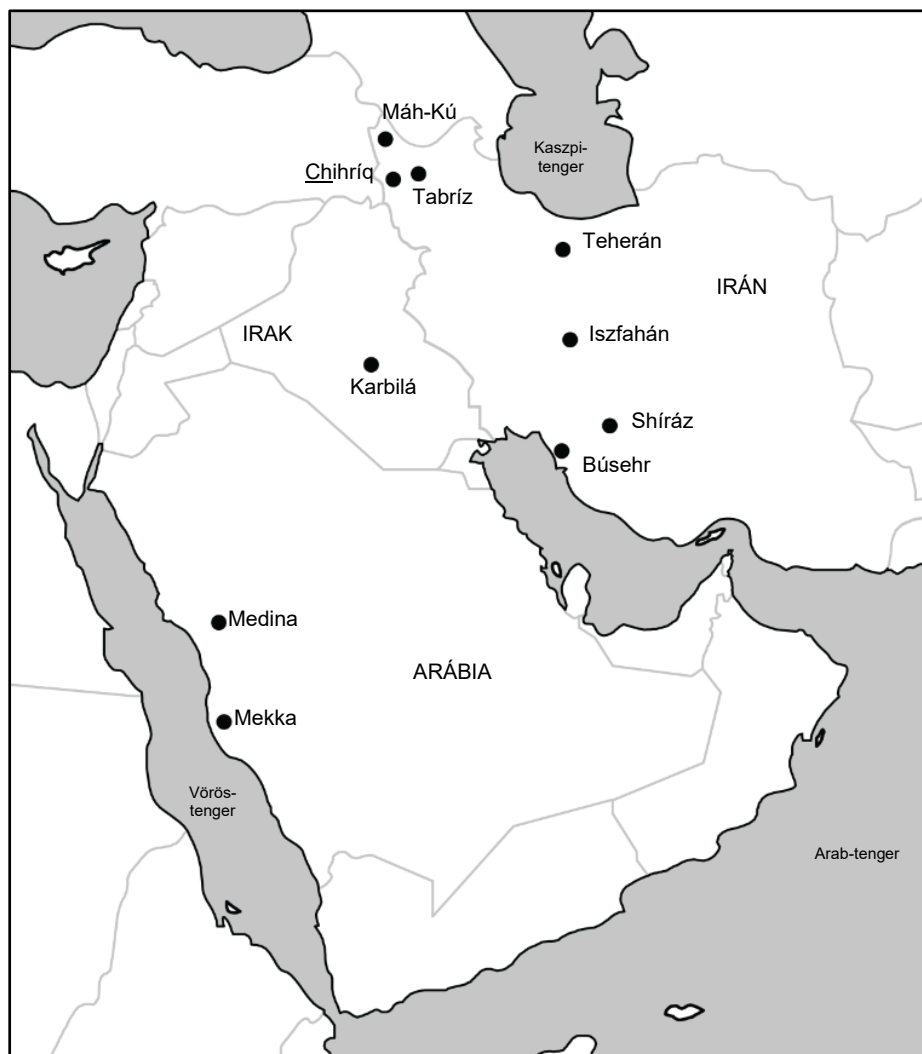 Máh-Kú
Kaszpi-
tenger
Chihríq
Tabríz
Teherán
IRÁN
IRAK
Iszfahán
Karbilá
Shíráz
Búsehr
Medina
ARÁBIA
Mekka
Vörös-
tenger
Arab-tenger